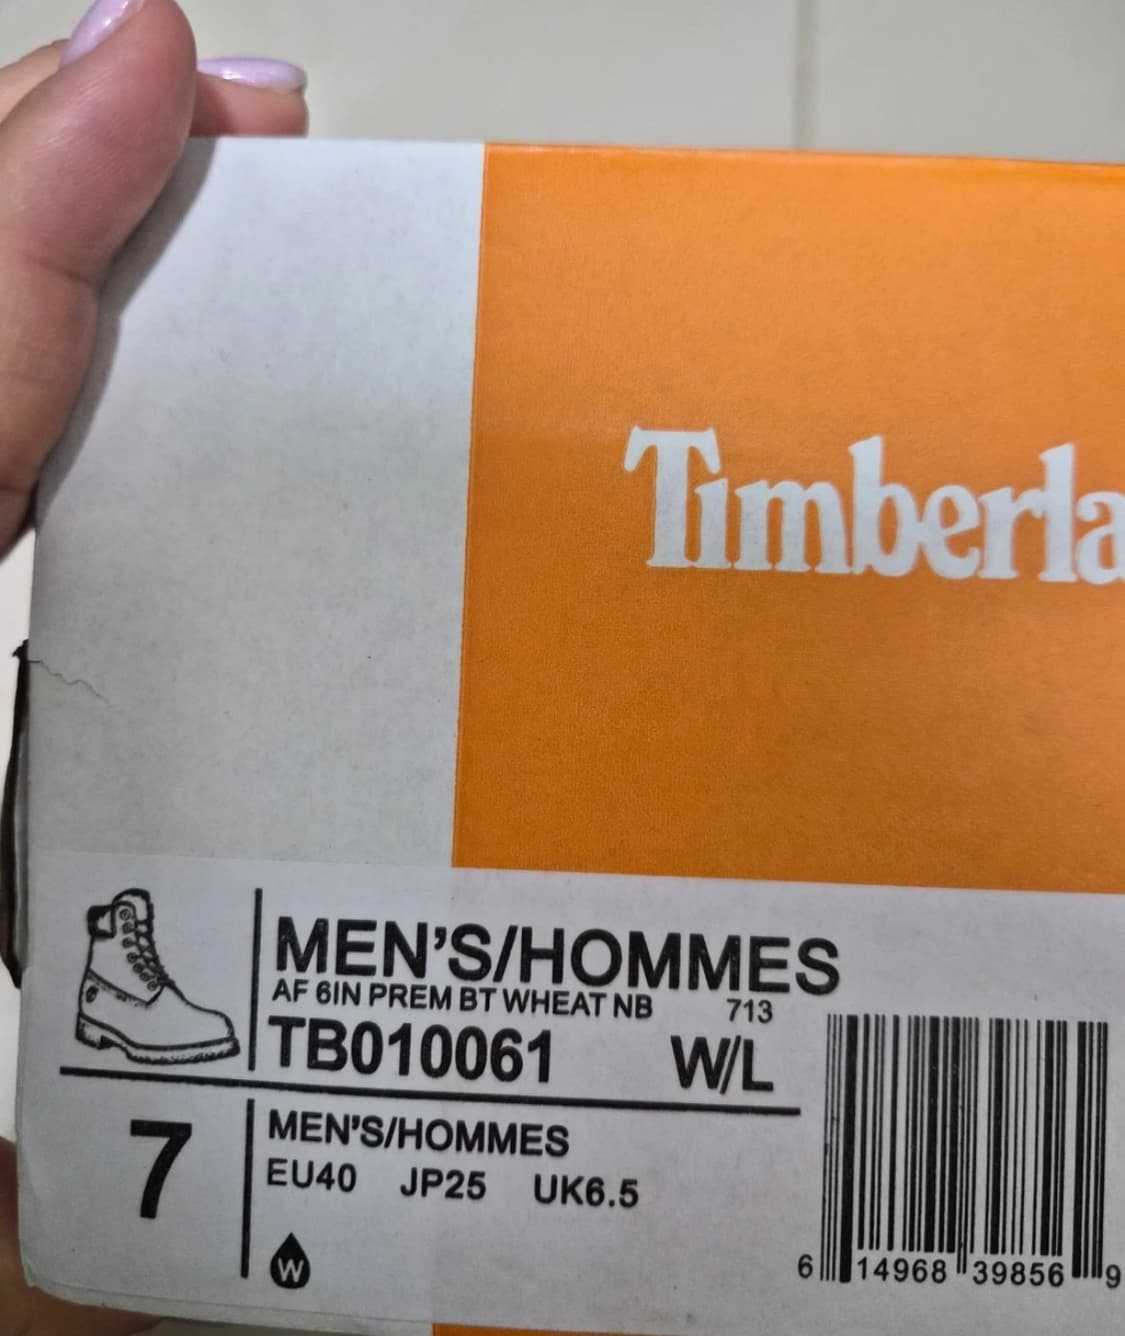 Timberla
MEN'S/HOMMES
AF 6IN PREM BT WHEAT NB 713
TB010061 W/L
7
MEN'S/HOMMES
EU40 JP25 UK6.5
W
6 14968 39856 9